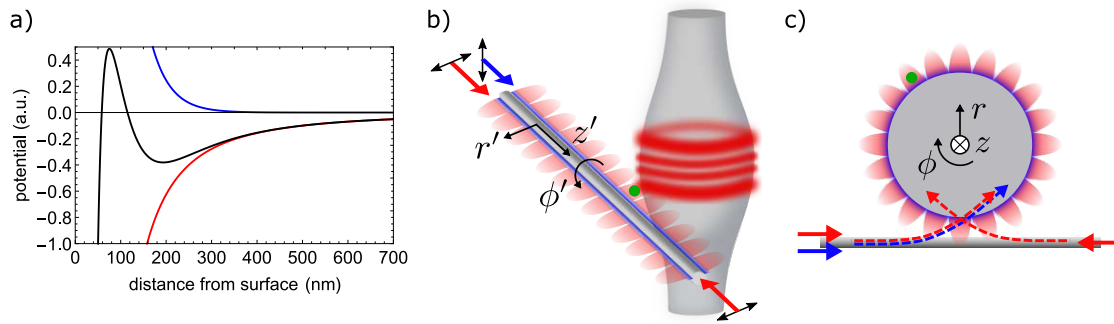 a)
b)
c)
potential (a.u.)
0.4
0.2
0.0
−0.2
−0.4
−0.6
−0.8
−1.0
0 100 200 300 400 500 600 700
distance from surface (nm)
r′
z′
ϕ′
r
ϕ
z